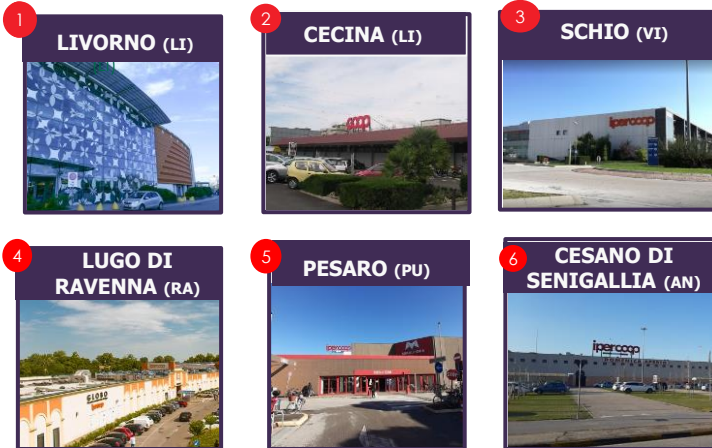 1
LIVORNO (LI)
2
CECINA (LI)
coop
3
SCHIO (VI)
ipercoop
4
LUGO DI
RAVENNA (RA)
GLOBO
5
PESARO (PU)
ipercoop
6
CESANO DI
SENIGALLIA (AN)
ipercoop